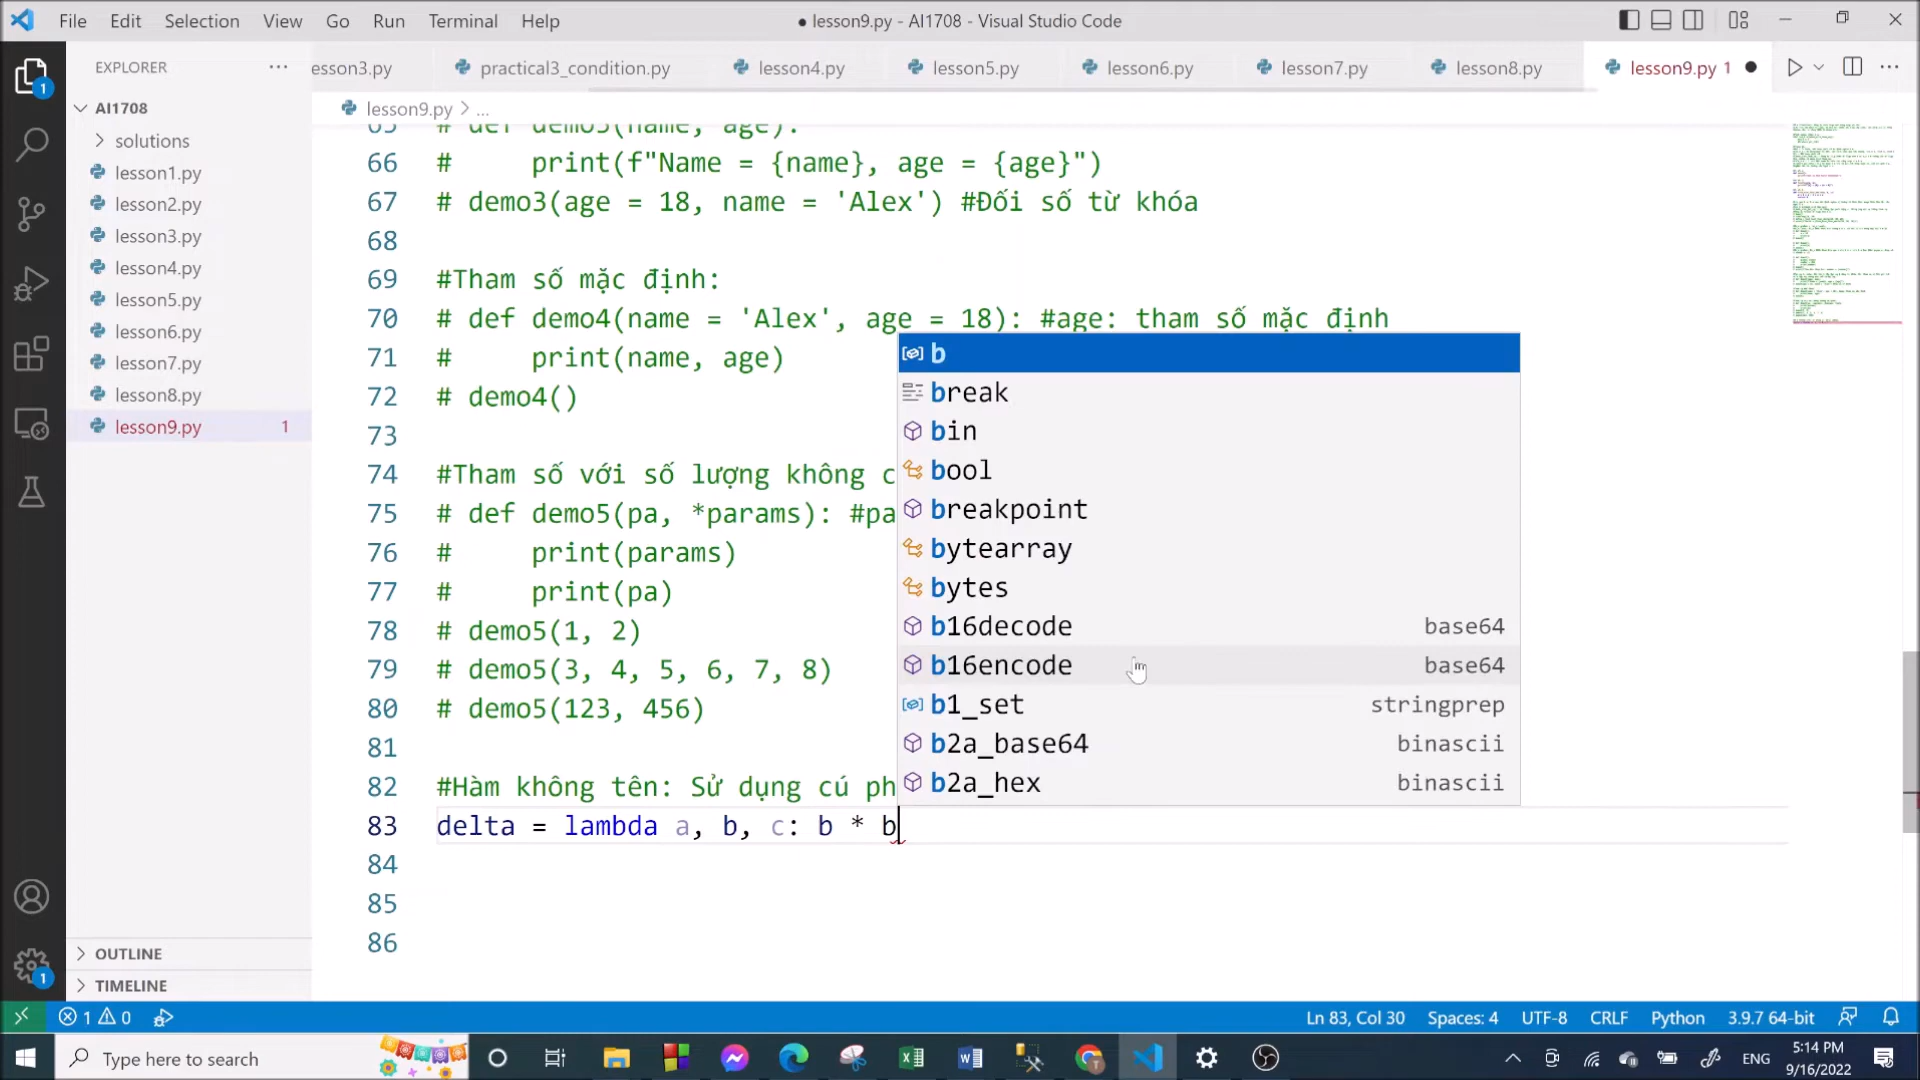 File Edit Selection View Go Run Terminal Help
● lesson9.py - AI1708 - Visual Studio Code
EXPLORER ···
esson3.py practical3_condition.py lesson4.py lesson5.py lesson6.py lesson7.py lesson8.py lesson9.py 1
AI1708
lesson9.py > ...
solutions
lesson1.py
lesson2.py
lesson3.py
lesson4.py
lesson5.py
lesson6.py
lesson7.py
lesson8.py
lesson9.py 1
OUTLINE
TIMELINE
65 # def demo3(name, age):
66 # print(f"Name = {name}, age = {age}")
67 # demo3(age = 18, name = 'Alex') #Đối số từ khóa
68
69 #Tham số mặc định:
70 # def demo4(name = 'Alex', age = 18): #age: tham số mặc định
71 # print(name, age)
72 # demo4()
73
74 #Tham số với số lượng không c
75 # def demo5(pa, *params): #pa
76 # print(params)
77 # print(pa)
78 # demo5(1, 2)
79 # demo5(3, 4, 5, 6, 7, 8)
80 # demo5(123, 456)
81
82 #Hàm không tên: Sử dụng cú ph
83 delta = lambda a, b, c: b * b
84
85
86
b
break
bin
bool
breakpoint
bytearray
bytes
b16decode base64
b16encode base64
b1_set stringprep
b2a_base64 binascii
b2a_hex binascii
1
1
1 0
Ln 83, Col 30 Spaces: 4 UTF-8 CRLF Python 3.9.7 64-bit
Type here to search
ENG
5:14 PM
9/16/2022